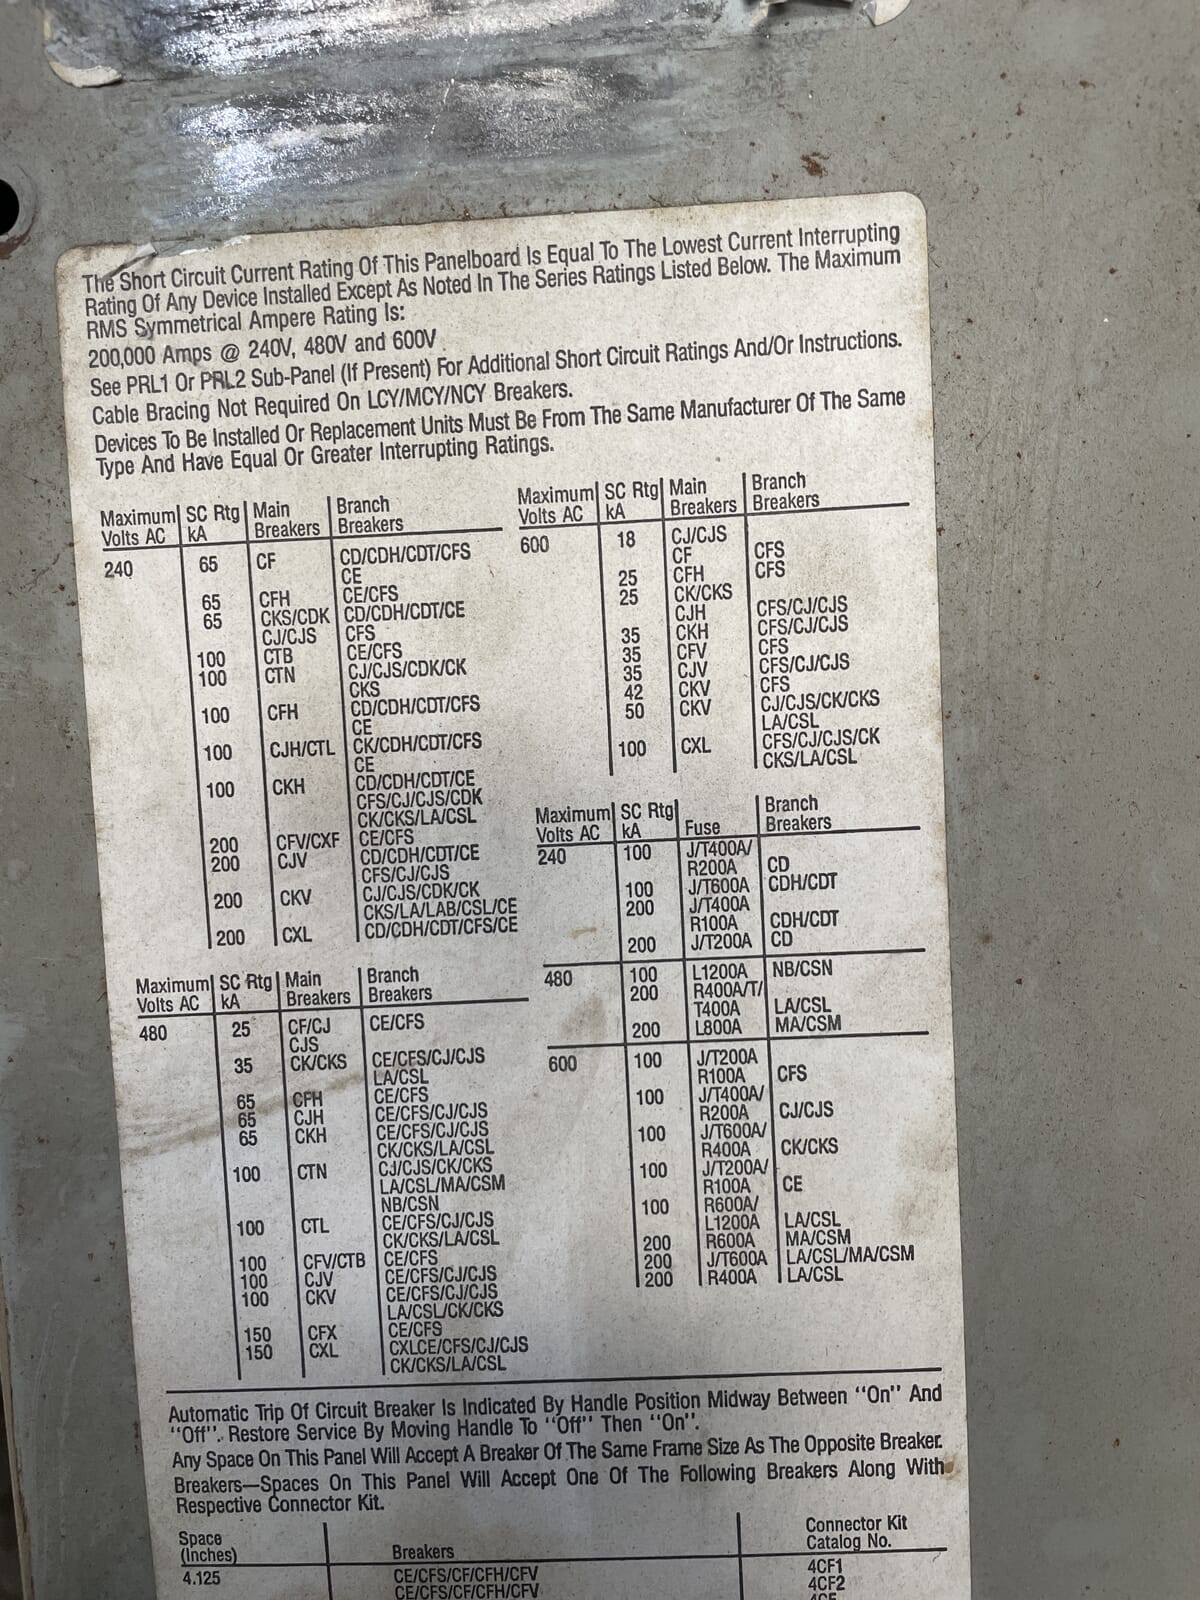 The Short Circuit Current Rating Of This Panelboard Is Equal To The Lowest Current Interrupting
Rating Of Any Device Installed Except As Noted In The Series Ratings Listed Below. The Maximum
RMS Symmetrical Ampere Rating Is:
200,000 Amps @ 240V, 480V and 600V
See PRL1 Or PRL2 Sub-Panel (If Present) For Additional Short Circuit Ratings And/Or Instructions.
Cable Bracing Not Required On LCY/MCY/NCY Breakers.
Devices To Be Installed Or Replacement Units Must Be From The Same Manufacturer Of The Same
Type And Have Equal Or Greater Interrupting Ratings.
Maximum SC Rtg Main Branch
Volts AC kA Breakers Breakers
240 65 CF CD/CDH/CDT/CFS
CE
65 CFH CE/CFS
65 CKS/CDK CD/CDH/CDT/CE
CJ/CJS CFS
100 CTB CE/CFS
100 CTN CJ/CJS/CDK/CK
CKS
100 CFH CD/CDH/CDT/CFS
CE
100 CJH/CTL CK/CDH/CDT/CFS
CE
100 CKH CD/CDH/CDT/CE
CFS/CJ/CJS/CDK
CK/CKS/LA/CSL
200 CFV/CXF CE/CFS
200 CJV CD/CDH/CDT/CE
CFS/CJ/CJS
200 CKV CJ/CJS/CDK/CK
CKS/LA/LAB/CSL/CE
200 CXL CD/CDH/CDT/CFS/CE
Maximum SC Rtg Main Branch
Volts AC kA Breakers Breakers
480 25 CF/CJ CE/CFS
CJS
35 CK/CKS CE/CFS/CJ/CJS
LA/CSL
65 CFH CE/CFS
65 CJH CE/CFS/CJ/CJS
65 CKH CE/CFS/CJ/CJS
CK/CKS/LA/CSL
100 CTN CJ/CJS/CK/CKS
LA/CSL/MA/CSM
NB/CSN
100 CTL CE/CFS/CJ/CJS
CK/CKS/LA/CSL
100 CFV/CTB CE/CFS
100 CJV CE/CFS/CJ/CJS
100 CKV CE/CFS/CJ/CJS
LA/CSL/CK/CKS
150 CFX CE/CFS
150 CXL CXLCE/CFS/CJ/CJS
CK/CKS/LA/CSL
Maximum SC Rtg Main Branch
Volts AC kA Breakers Breakers
600 18 CJ/CJS
CF CFS
25 CFH CFS
25 CK/CKS
CJH CFS/CJ/CJS
35 CKH CFS/CJ/CJS
35 CFV CFS
35 CJV CFS/CJ/CJS
42 CKV CFS
50 CKV CJ/CJS/CK/CKS
LA/CSL
100 CXL CFS/CJ/CJS/CK
CKS/LA/CSL
Maximum SC Rtg Branch
Volts AC kA Fuse Breakers
240 100 J/T400A/
R200A CD
100 J/T600A CDH/CDT
200 J/T400A
R100A CDH/CDT
200 J/T200A CD
480 100 L1200A NB/CSN
200 R400A/T/
T400A LA/CSL
200 L800A MA/CSM
600 100 J/T200A
R100A CFS
100 J/T400A/
R200A CJ/CJS
100 J/T600A/
R400A CK/CKS
100 J/T200A/
R100A CE
100 R600A/
L1200A LA/CSL
200 R600A MA/CSM
200 J/T600A LA/CSL/MA/CSM
200 R400A LA/CSL
Automatic Trip Of Circuit Breaker Is Indicated By Handle Position Midway Between "On" And
"Off". Restore Service By Moving Handle To "Off" Then "On".
Any Space On This Panel Will Accept A Breaker Of The Same Frame Size As The Opposite Breaker.
Breakers—Spaces On This Panel Will Accept One Of The Following Breakers Along With
Respective Connector Kit.
Space Connector Kit
(Inches) Breakers Catalog No.
4.125 CE/CFS/CF/CFH/CFV 4CF1
CE/CFS/CF/CFH/CFV 4CF2